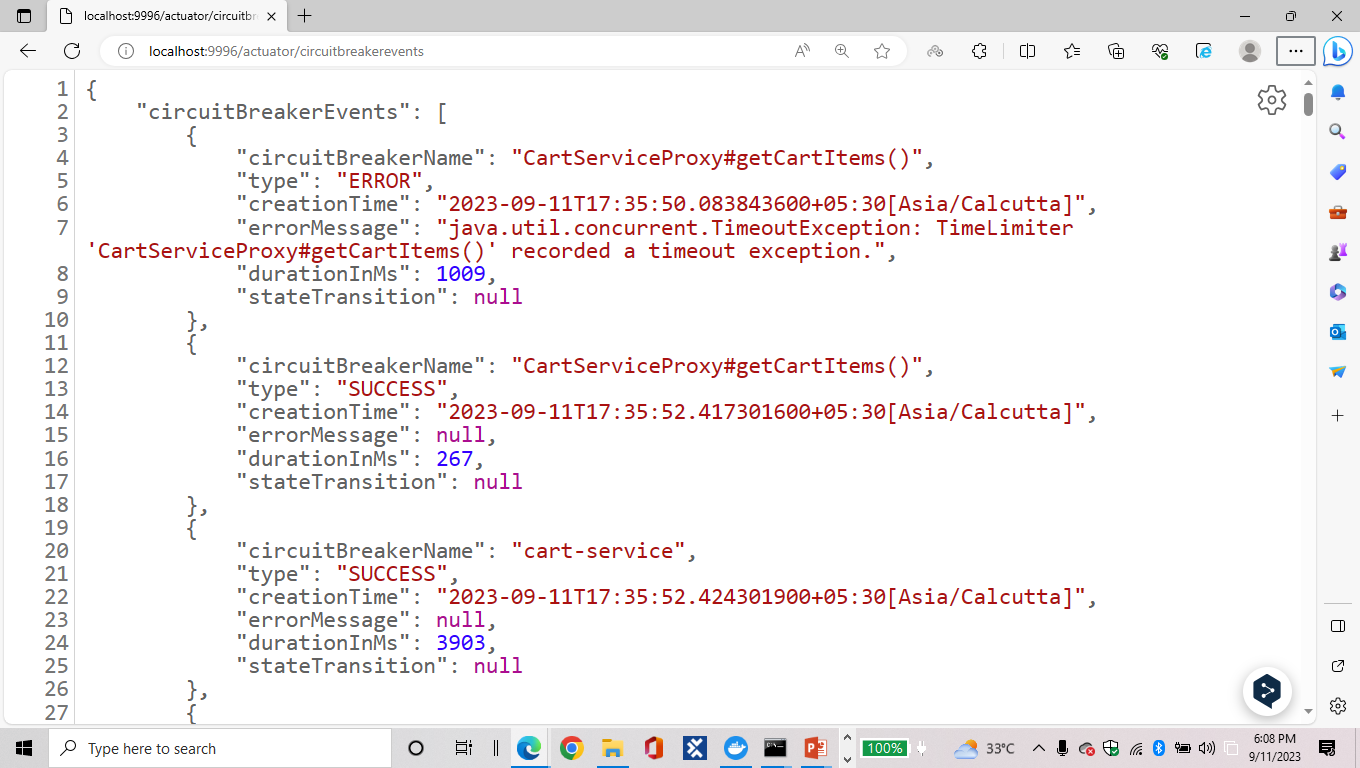 localhost:9996/actuator/circuitbr
localhost:9996/actuator/circuitbreakerevents
1 {
2 "circuitBreakerEvents": [
3 {
4 "circuitBreakerName": "CartServiceProxy#getCartItems()",
5 "type": "ERROR",
6 "creationTime": "2023-09-11T17:35:50.083843600+05:30[Asia/Calcutta]",
7 "errorMessage": "java.util.concurrent.TimeoutException: TimeLimiter
'CartServiceProxy#getCartItems()' recorded a timeout exception.",
8 "durationInMs": 1009,
9 "stateTransition": null
10 },
11 {
12 "circuitBreakerName": "CartServiceProxy#getCartItems()",
13 "type": "SUCCESS",
14 "creationTime": "2023-09-11T17:35:52.417301600+05:30[Asia/Calcutta]",
15 "errorMessage": null,
16 "durationInMs": 267,
17 "stateTransition": null
18 },
19 {
20 "circuitBreakerName": "cart-service",
21 "type": "SUCCESS",
22 "creationTime": "2023-09-11T17:35:52.424301900+05:30[Asia/Calcutta]",
23 "errorMessage": null,
24 "durationInMs": 3903,
25 "stateTransition": null
26 },
27 {
Type here to search
100%
33°C
6:08 PM
9/11/2023